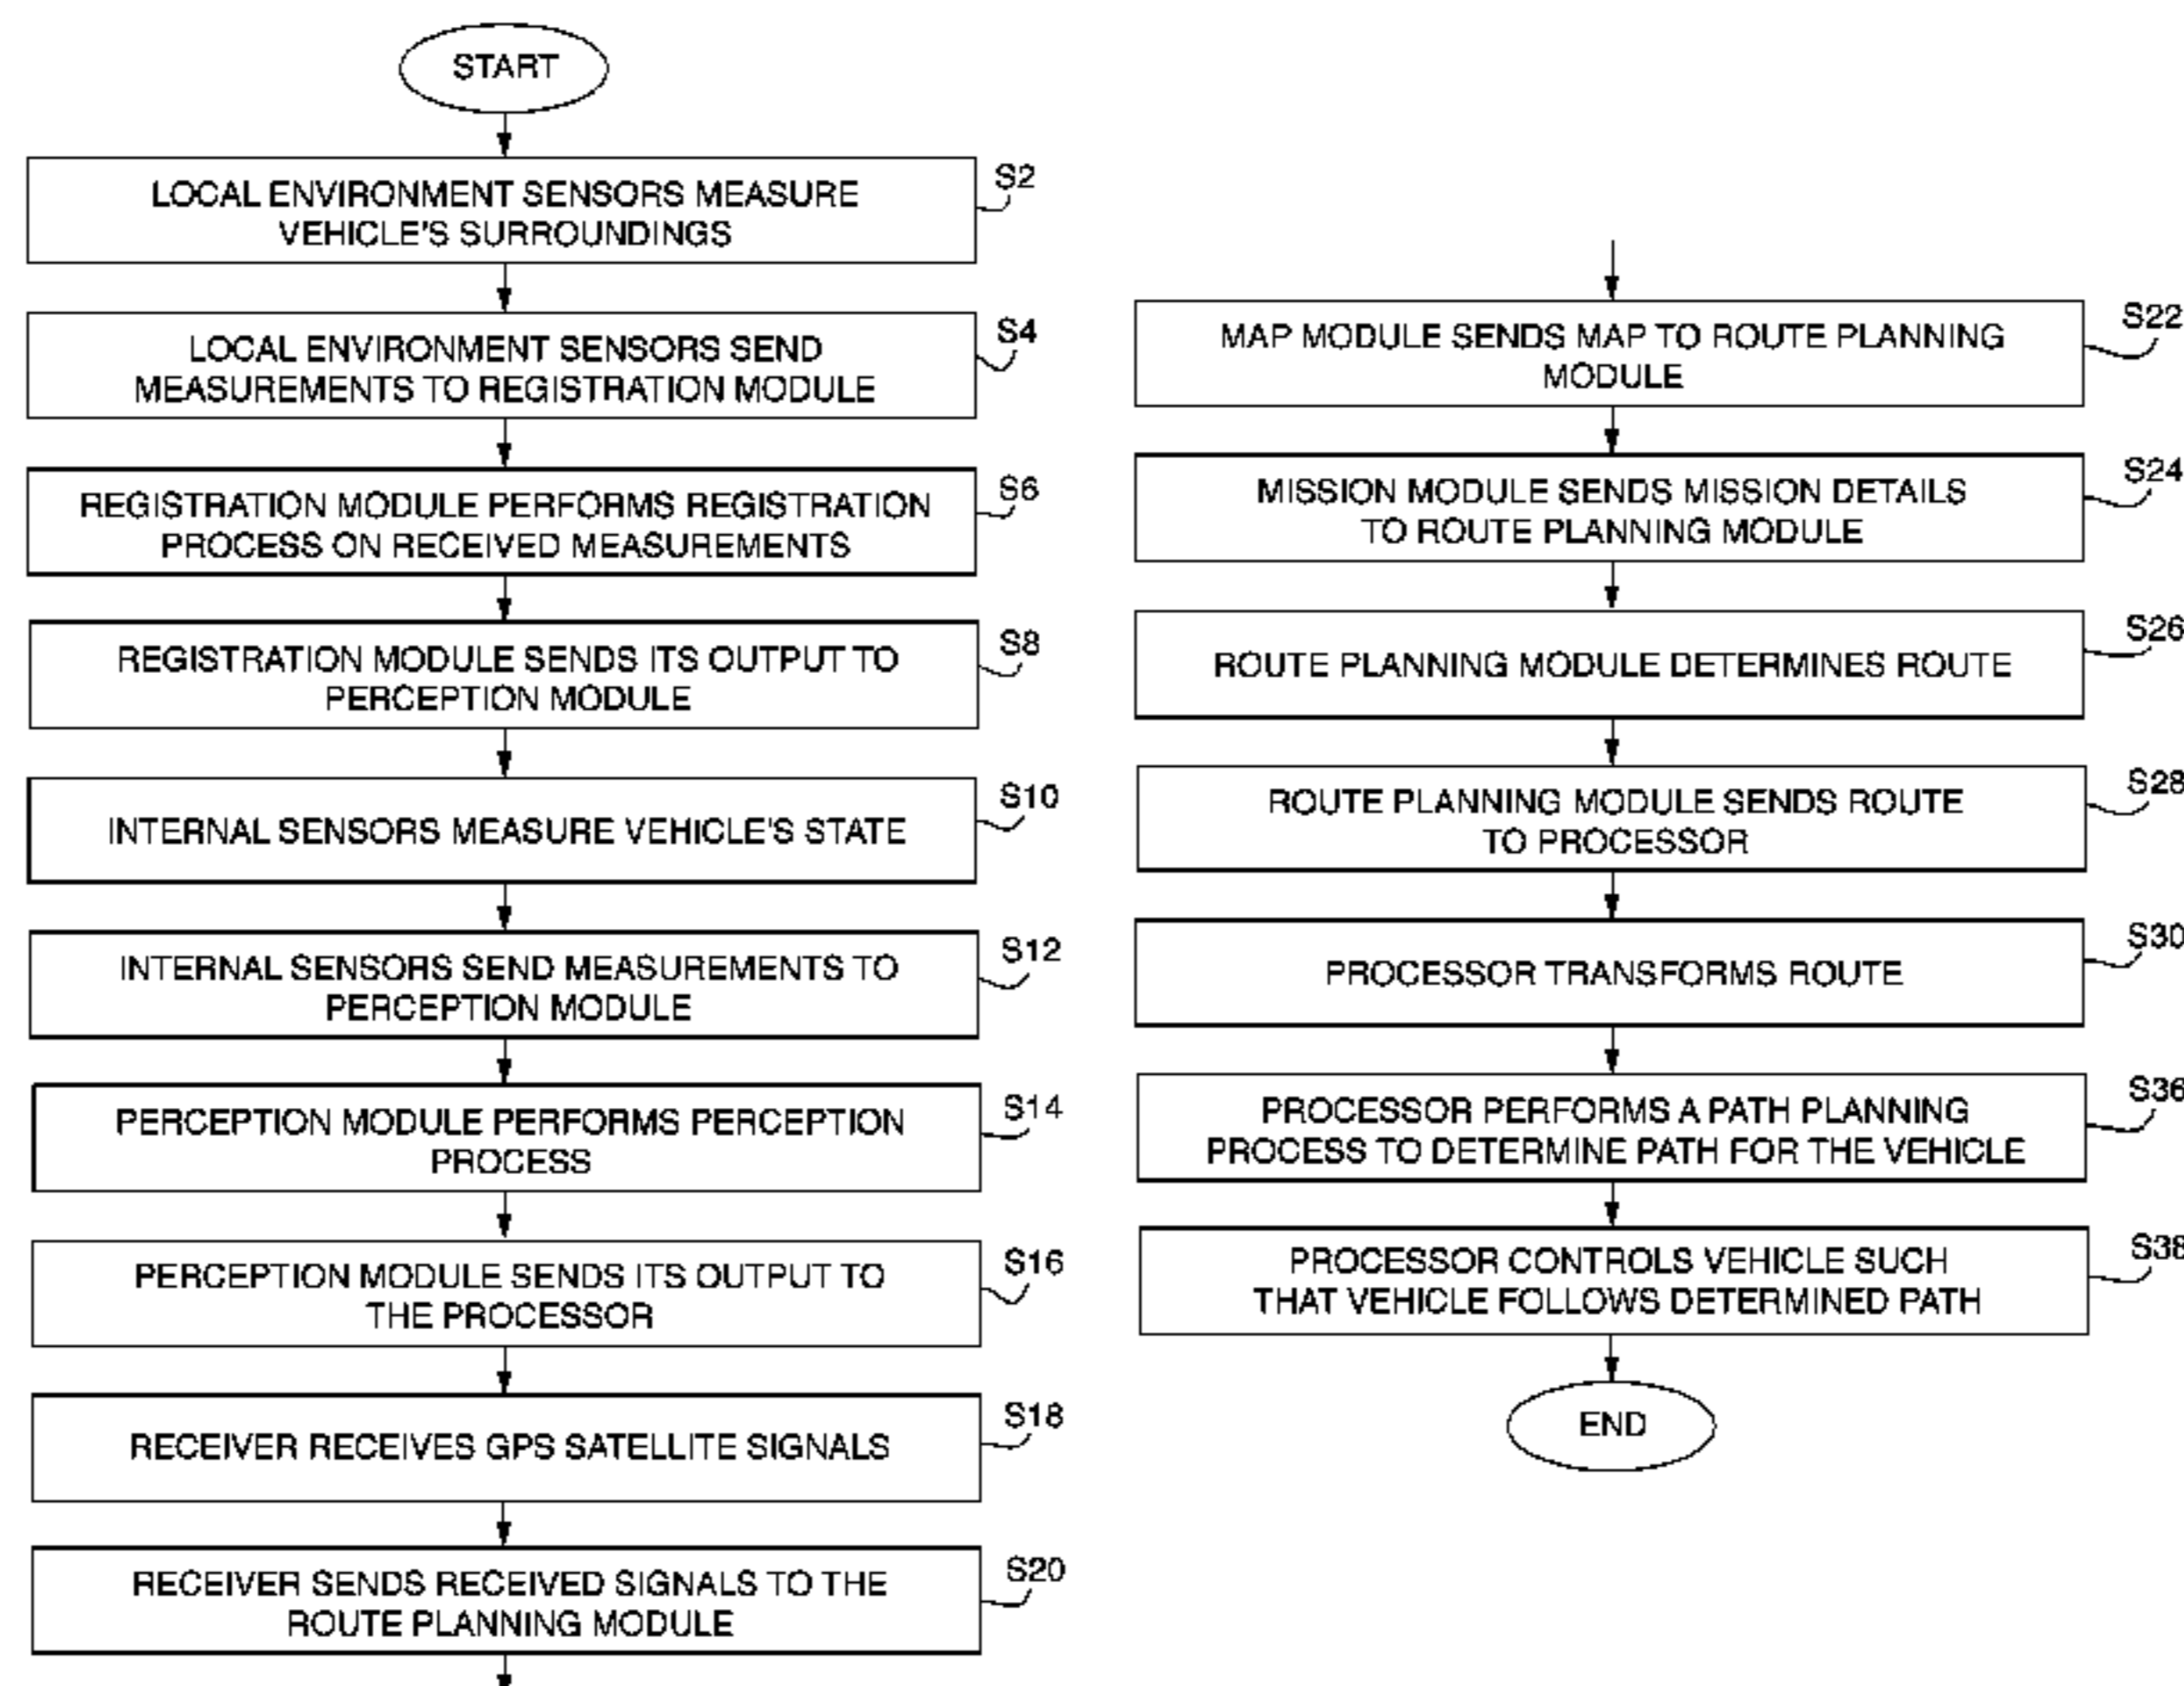 START
LOCAL ENVIRONMENT SENSORS MEASURE
VEHICLE'S SURROUNDINGS
S2
LOCAL ENVIRONMENT SENSORS SEND
MEASUREMENTS TO REGISTRATION MODULE
S4
REGISTRATION MODULE PERFORMS REGISTRATION
PROCESS ON RECEIVED MEASUREMENTS
S6
REGISTRATION MODULE SENDS ITS OUTPUT TO
PERCEPTION MODULE
S8
INTERNAL SENSORS MEASURE VEHICLE'S STATE
S10
INTERNAL SENSORS SEND MEASUREMENTS TO
PERCEPTION MODULE
S12
PERCEPTION MODULE PERFORMS PERCEPTION
PROCESS
S14
PERCEPTION MODULE SENDS ITS OUTPUT TO
THE PROCESSOR
S16
RECEIVER RECEIVES GPS SATELLITE SIGNALS
S18
RECEIVER SENDS RECEIVED SIGNALS TO THE
ROUTE PLANNING MODULE
S20
MAP MODULE SENDS MAP TO ROUTE PLANNING
MODULE
S22
MISSION MODULE SENDS MISSION DETAILS
TO ROUTE PLANNING MODULE
S24
ROUTE PLANNING MODULE DETERMINES ROUTE
S26
ROUTE PLANNING MODULE SENDS ROUTE
TO PROCESSOR
S28
PROCESSOR TRANSFORMS ROUTE
S30
PROCESSOR PERFORMS A PATH PLANNING
PROCESS TO DETERMINE PATH FOR THE VEHICLE
S36
PROCESSOR CONTROLS VEHICLE SUCH
THAT VEHICLE FOLLOWS DETERMINED PATH
S38
END